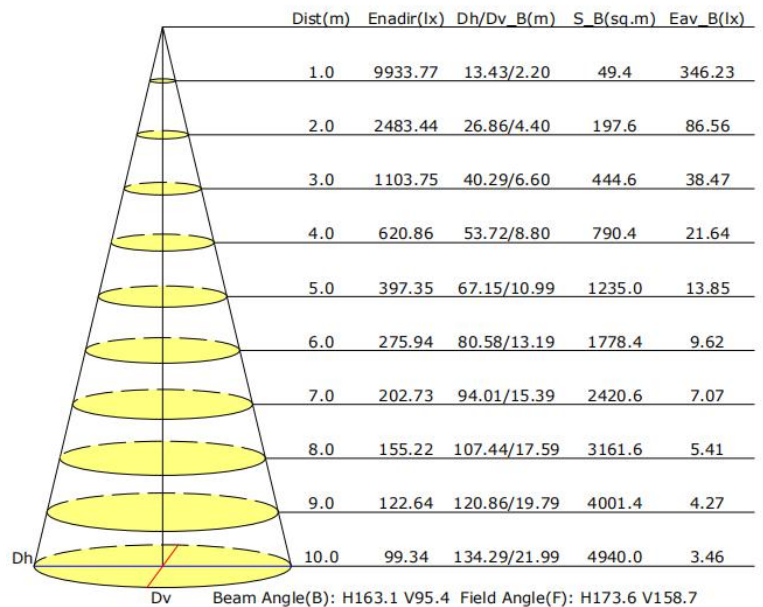 Dist(m) Enadir(lx) Dh/Dv_B(m) S_B(sq.m) Eav_B(lx)
1.0 9933.77 13.43/2.20 49.4 346.23
2.0 2483.44 26.86/4.40 197.6 86.56
3.0 1103.75 40.29/6.60 444.6 38.47
4.0 620.86 53.72/8.80 790.4 21.64
5.0 397.35 67.15/10.99 1235.0 13.85
6.0 275.94 80.58/13.19 1778.4 9.62
7.0 202.73 94.01/15.39 2420.6 7.07
8.0 155.22 107.44/17.59 3161.6 5.41
9.0 122.64 120.86/19.79 4001.4 4.27
Dh 10.0 99.34 134.29/21.99 4940.0 3.46
Dv Beam Angle(B): H163.1 V95.4 Field Angle(F): H173.6 V158.7